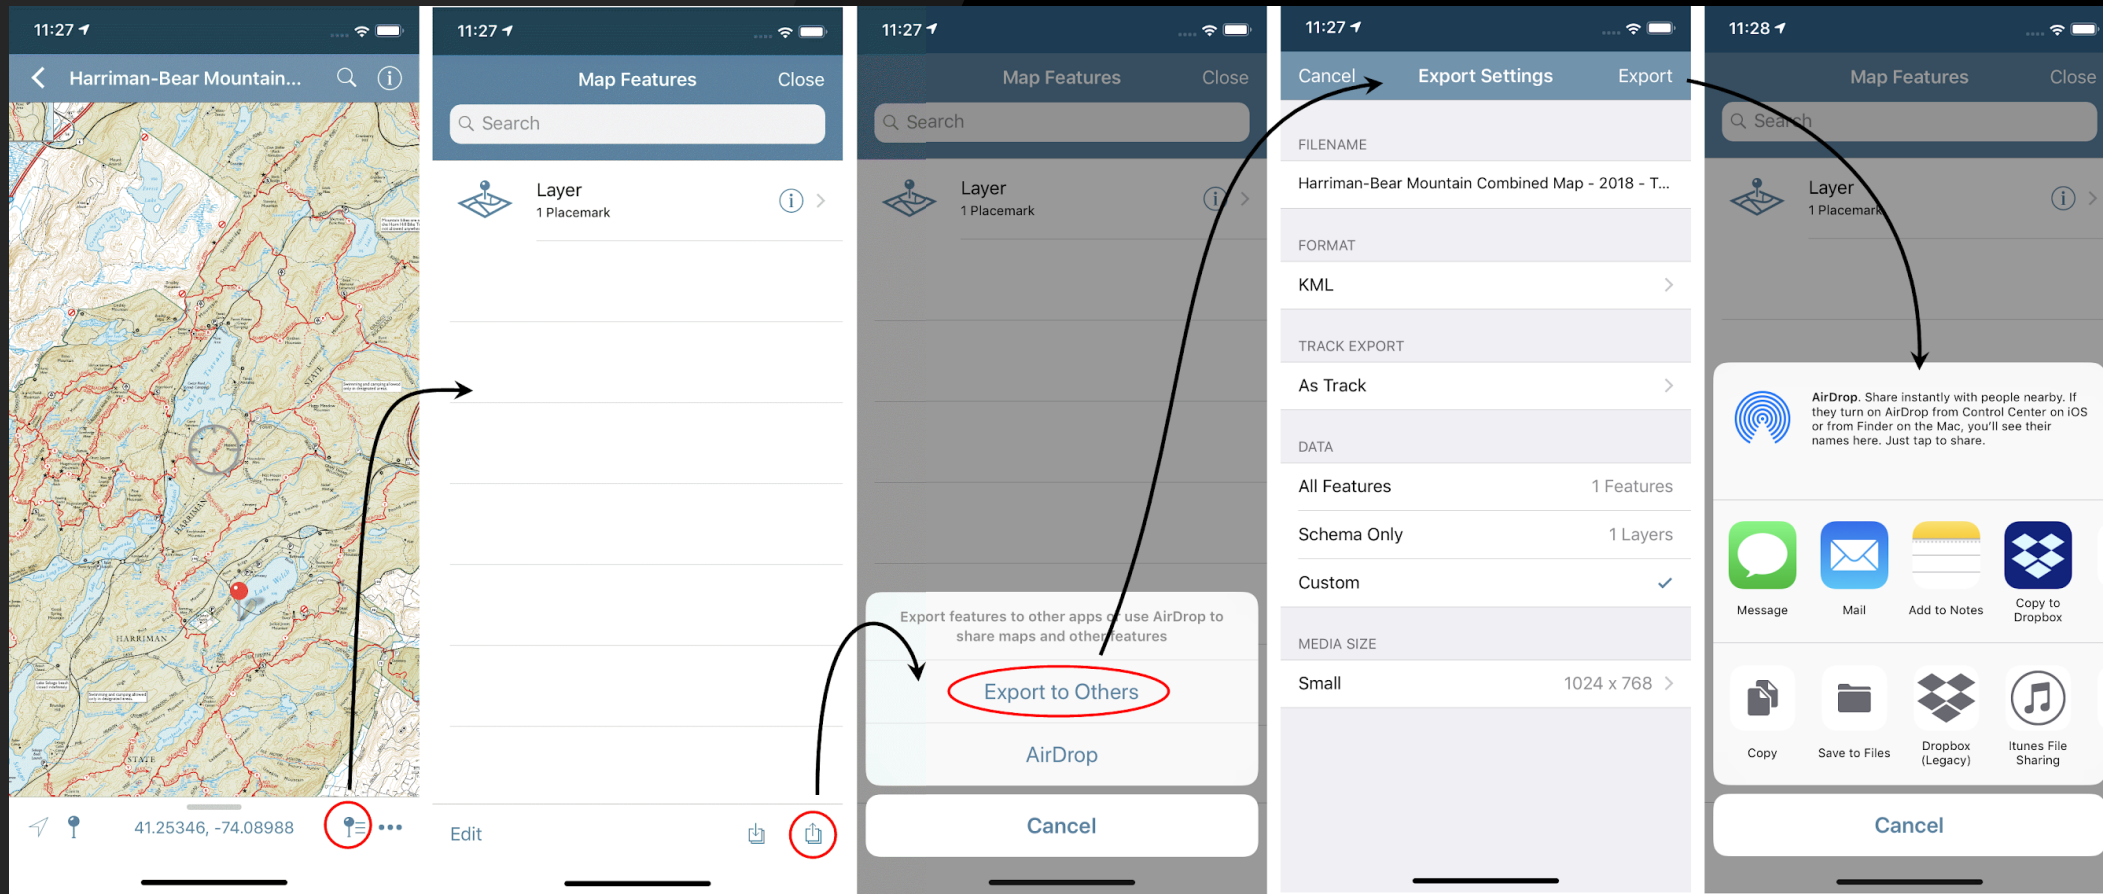 11:27
Harriman-Bear Mountain...
HARRIMAN
STATE
HARRIMAN
STATE
41.25346, -74.08988
11:27
Map Features
Close
Search
Layer
1 Placemark
Edit
11:27
Map Features
Close
Search
Layer
1 Placemark
Export features to other apps or use AirDrop to
share maps and other features
Export to Others
AirDrop
Cancel
11:27
Cancel
Export Settings
Export
FILENAME
Harriman-Bear Mountain Combined Map - 2018 - T...
FORMAT
KML
TRACK EXPORT
As Track
DATA
All Features
1 Features
Schema Only
1 Layers
Custom
MEDIA SIZE
Small
1024 x 768
11:28
Map Features
Close
Search
Layer
1 Placemark
AirDrop. Share instantly with people nearby. If
they turn on AirDrop from Control Center on iOS
or from Finder on the Mac, you'll see their
names here. Just tap to share.
Message
Mail
Add to Notes
Copy to
Dropbox
Copy
Save to Files
Dropbox
(Legacy)
Itunes File
Sharing
Cancel